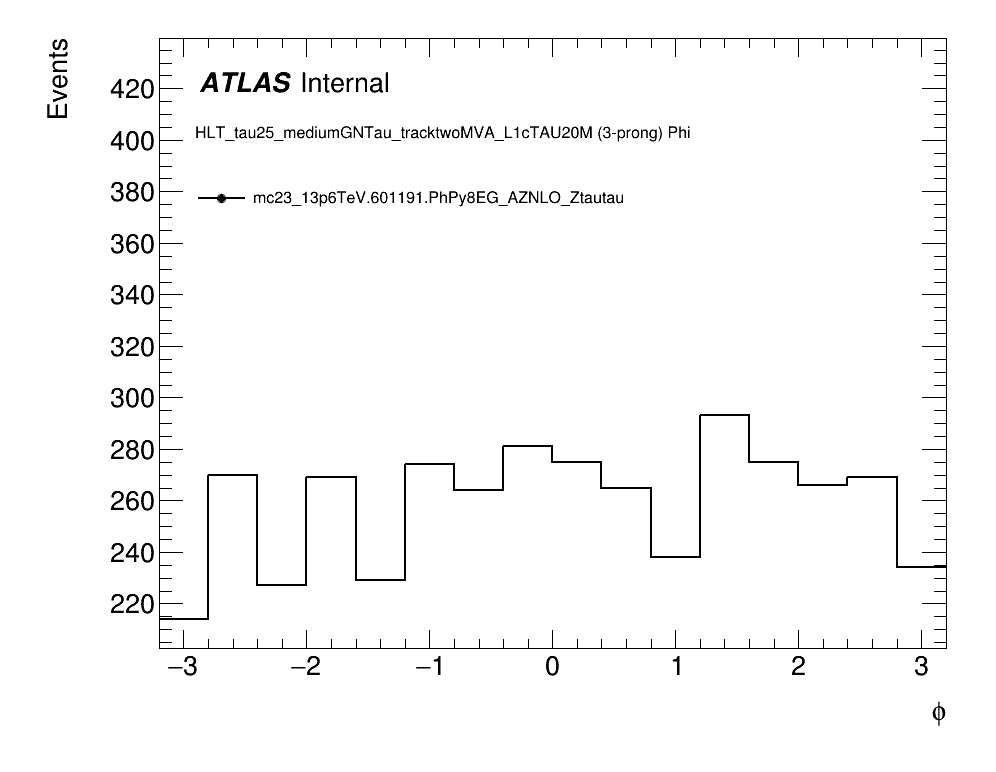 Events
ATLAS Internal
HLT_tau25_mediumGNTau_tracktwoMVA_L1cTAU20M (3-prong) Phi
mc23_13p6TeV.601191.PhPy8EG_AZNLO_Ztautau
420
400
380
360
340
320
300
280
260
240
220
−3 −2 −1 0 1 2 3
ϕ